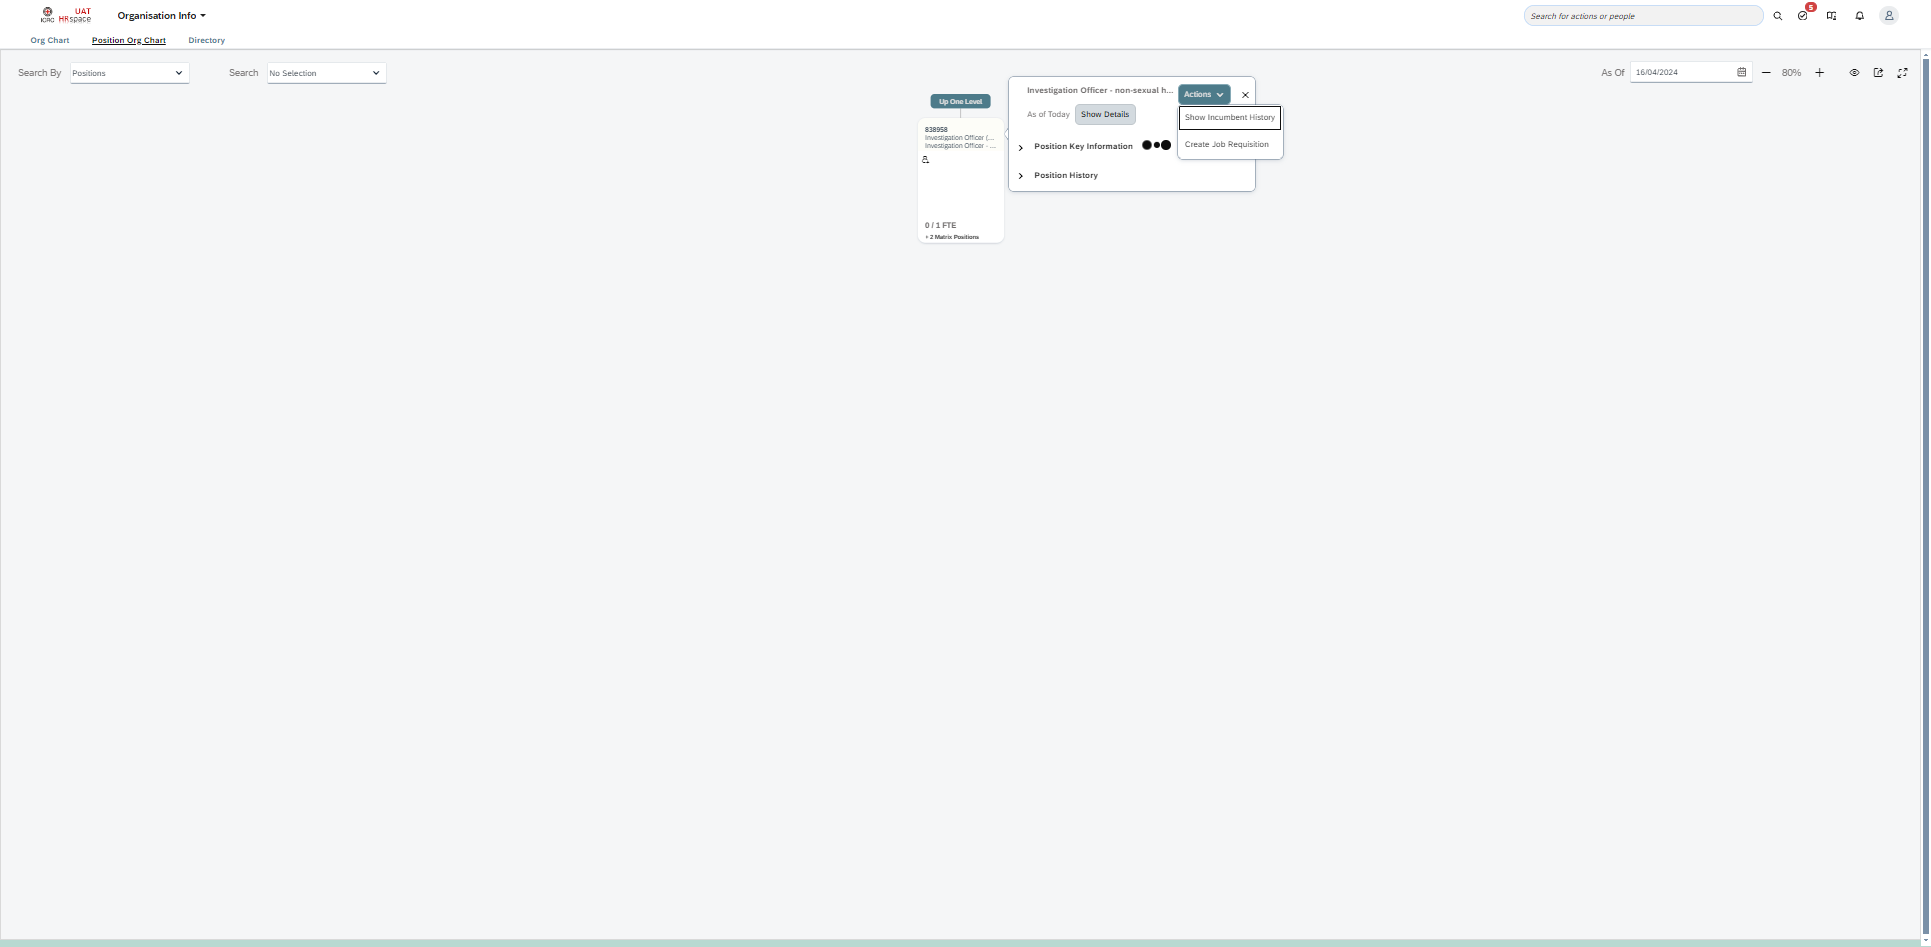 ICRC UAT HRspace Organisation Info
Search for actions or people
5
Org Chart Position Org Chart Directory
Search By Positions Search No Selection
As Of 16/04/2024 80%
Up One Level
838958
Investigation Officer (...
Investigation Officer - ...
0 / 1 FTE
2 Matrix Positions
Investigation Officer - non-sexual h... Actions
As of Today Show Details
Show Incumbent History
Create Job Requisition
Position Key Information
Position History